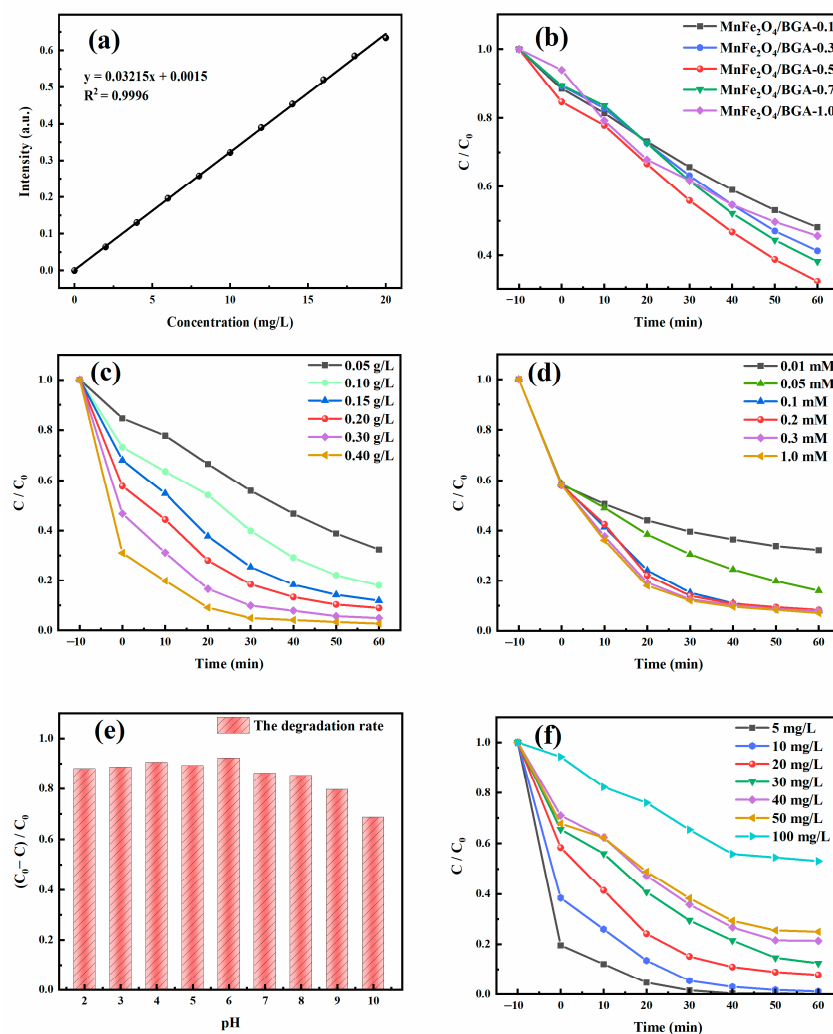 (a)
y = 0.03215x + 0.0015
R² = 0.9996
Intensity (a.u.)
0.6
0.5
0.4
0.3
0.2
0.1
0.0
0 5 10 15 20
Concentration (mg/L)
(b)
MnFe₂O₄/BGA-0.1
MnFe₂O₄/BGA-0.3
MnFe₂O₄/BGA-0.5
MnFe₂O₄/BGA-0.7
MnFe₂O₄/BGA-1.0
C / C₀
1.0
0.8
0.6
0.4
−10 0 10 20 30 40 50 60
Time (min)
(c)
0.05 g/L
0.10 g/L
0.15 g/L
0.20 g/L
0.30 g/L
0.40 g/L
C / C₀
1.0
0.8
0.6
0.4
0.2
0.0
−10 0 10 20 30 40 50 60
Time (min)
(d)
0.01 mM
0.05 mM
0.1 mM
0.2 mM
0.3 mM
1.0 mM
C / C₀
1.0
0.8
0.6
0.4
0.2
0.0
−10 0 10 20 30 40 50 60
Time (min)
(e)
The degradation rate
(C₀− C) / C₀
1.0
0.8
0.6
0.4
0.2
0.0
2 3 4 5 6 7 8 9 10
pH
(f)
5 mg/L
10 mg/L
20 mg/L
30 mg/L
40 mg/L
50 mg/L
100 mg/L
C / C₀
1.0
0.8
0.6
0.4
0.2
0.0
−10 0 10 20 30 40 50 60
Time (min)